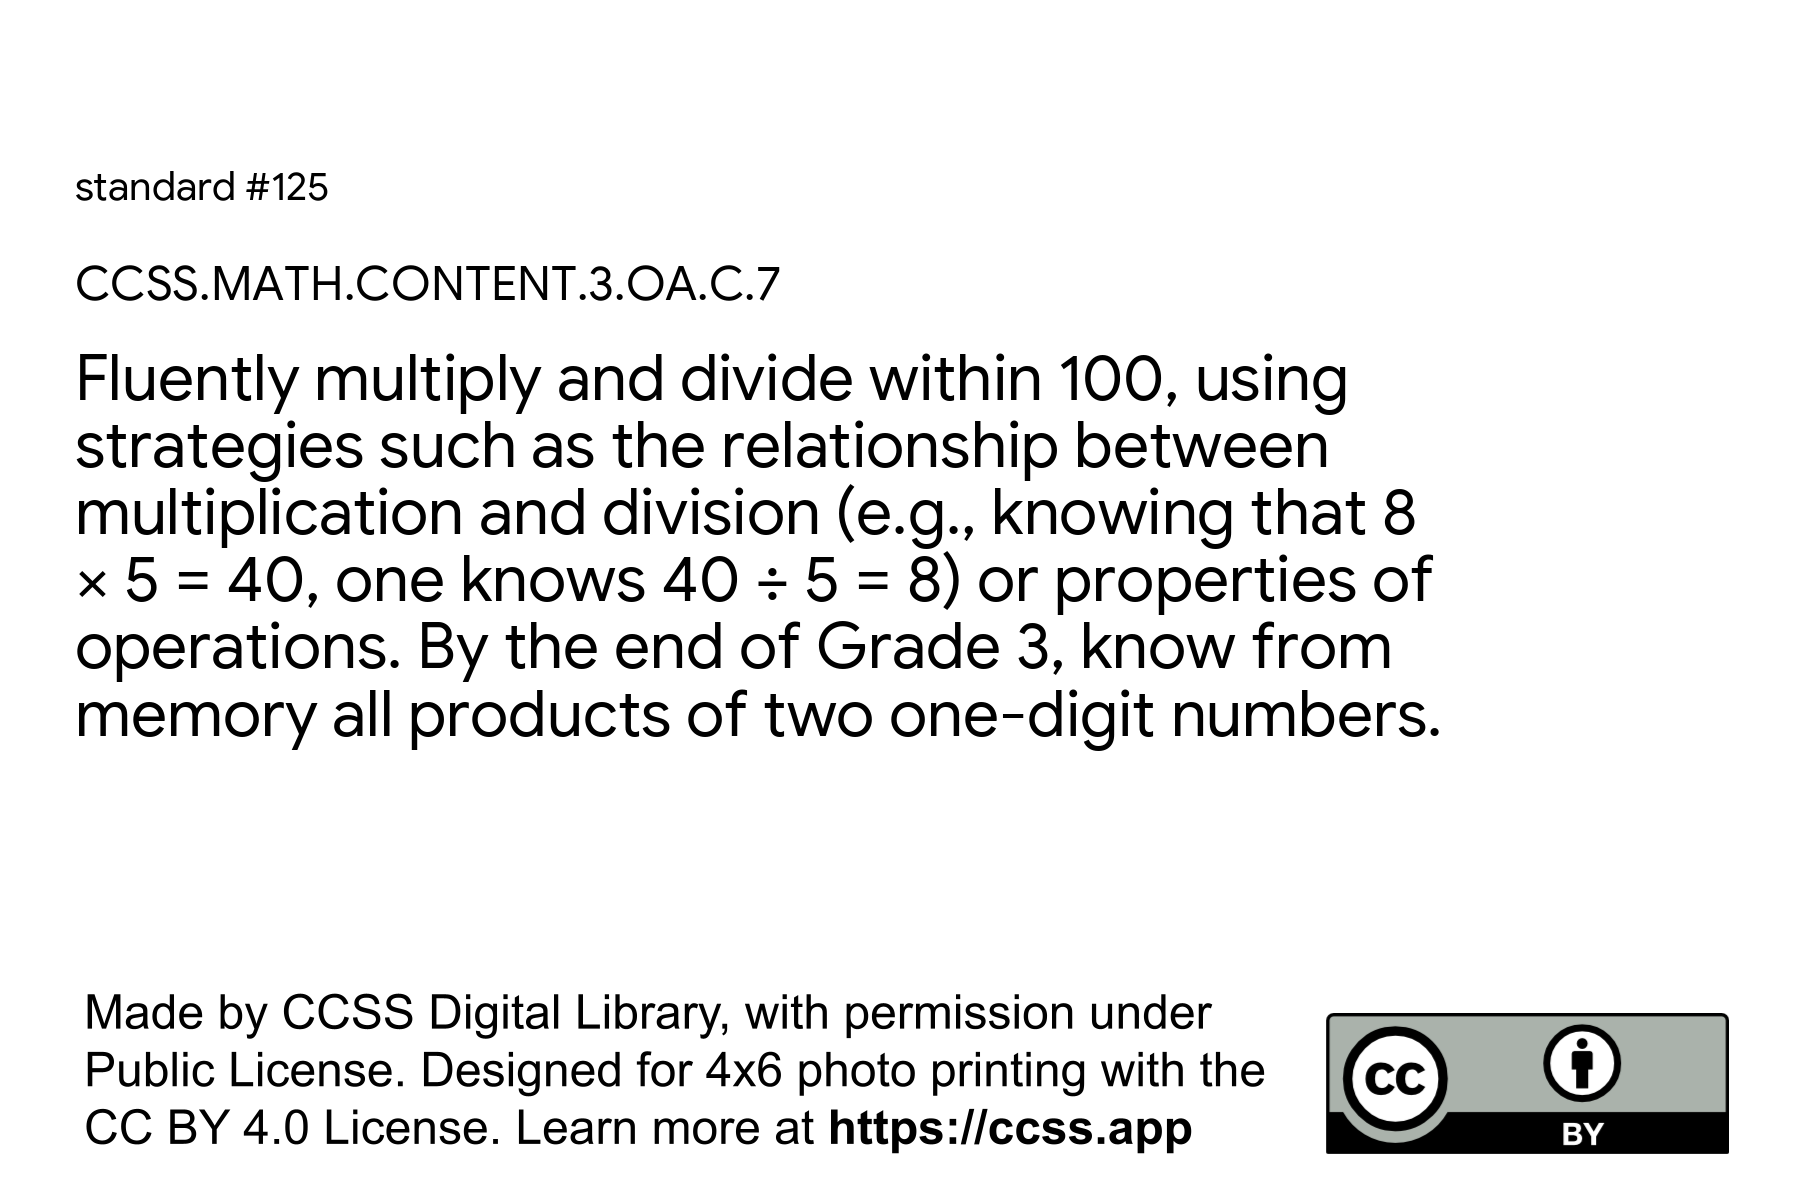 standard #125
CCSS.MATH.CONTENT.3.OA.C.7
Fluently multiply and divide within 100, using
strategies such as the relationship between
multiplication and division (e.g., knowing that 8
× 5 = 40, one knows 40 ÷ 5 = 8) or properties of
operations. By the end of Grade 3, know from
memory all products of two one-digit numbers.
Made by CCSS Digital Library, with permission under
Public License. Designed for 4x6 photo printing with the
CC BY 4.0 License. Learn more at https://ccss.app
cc
BY